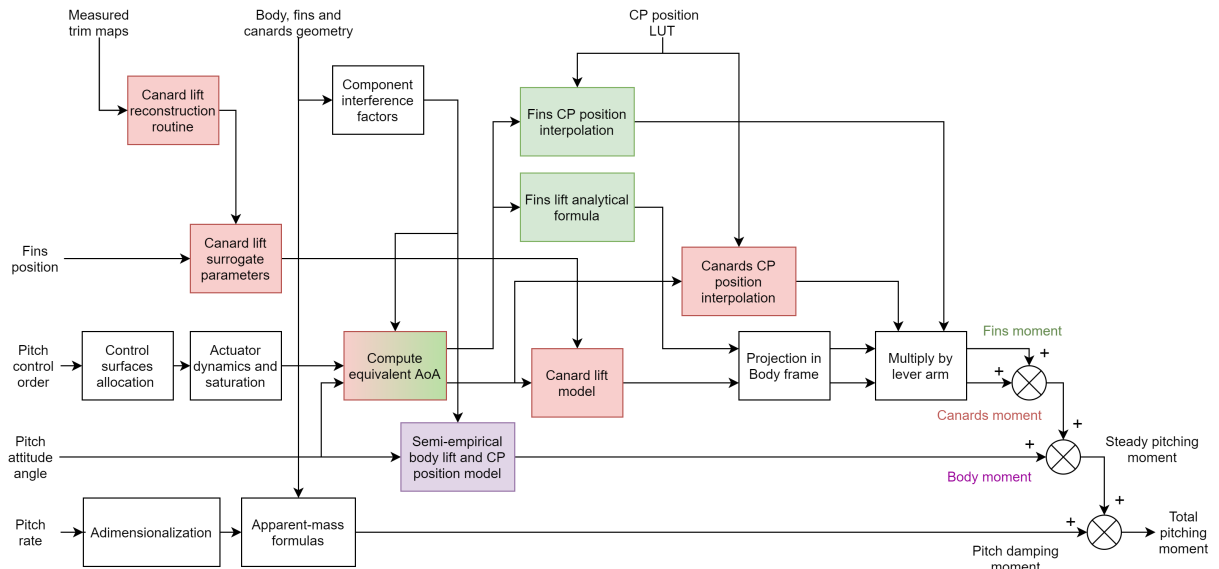 Measured
trim maps
Body, fins and
canards geometry
CP position
LUT
Canard lift
reconstruction
routine
Component
interference
factors
Fins CP position
interpolation
Fins lift analytical
formula
Fins
position
Canard lift
surrogate
parameters
Canards CP
position
interpolation
Pitch
control
order
Control
surfaces
allocation
Actuator
dynamics and
saturation
Compute
equivalent AoA
Canard lift
model
Projection in
Body frame
Multiply by
lever arm
Fins moment
+
+
Canards moment
Pitch
attitude
angle
Semi-empirical
body lift and CP
position model
Body moment
+
+
Steady pitching
moment
Pitch
rate
Adimensionalization
Apparent-mass
formulas
Pitch damping
moment
+
+
Total
pitching
moment